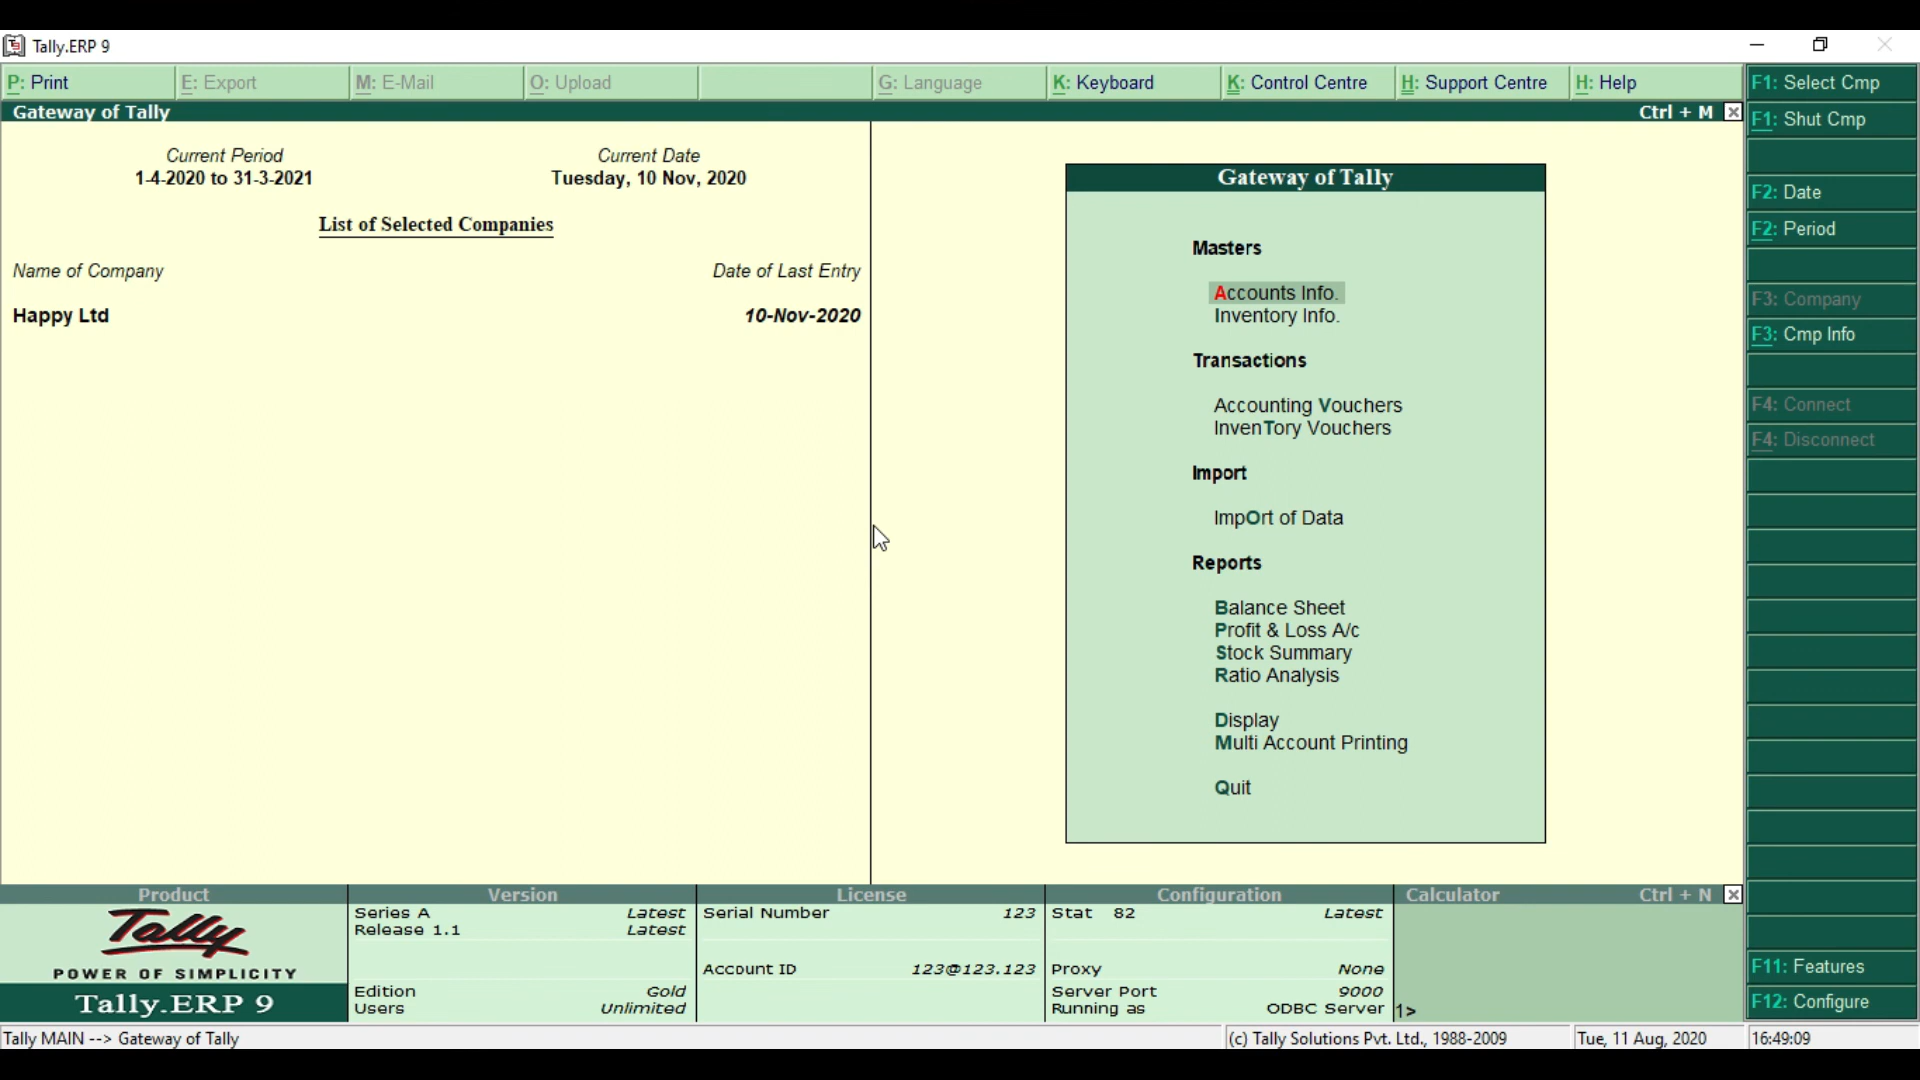 Tally.ERP 9
P: Print
E: Export
M: E-Mail
O: Upload
G: Language
K: Keyboard
K: Control Centre
H: Support Centre
H: Help
Gateway of Tally
Ctrl + M
Current Period
1-4-2020 to 31-3-2021
Current Date
Tuesday, 10 Nov, 2020
List of Selected Companies
Name of Company
Date of Last Entry
Happy Ltd
10-Nov-2020
Gateway of Tally
Masters
Accounts Info.
Inventory Info.
Transactions
Accounting Vouchers
InvenTory Vouchers
Import
ImpOrt of Data
Reports
Balance Sheet
Profit & Loss A/c
Stock Summary
Ratio Analysis
Display
Multi Account Printing
Quit
F1: Select Cmp
F1: Shut Cmp
F2: Date
F2: Period
F3: Company
F3: Cmp Info
F4: Connect
F4: Disconnect
F11: Features
F12: Configure
Product
Tally
POWER OF SIMPLICITY
Tally.ERP 9
Version
Series A Latest
Release 1.1 Latest
Edition Gold
Users Unlimited
License
Serial Number 123
Account ID 123@123.123
Configuration
Stat 82 Latest
Proxy None
Server Port 9000
Running as ODBC Server
Calculator
Ctrl + N
1>
Tally MAIN --> Gateway of Tally
(c) Tally Solutions Pvt. Ltd., 1988-2009
Tue, 11 Aug, 2020
16:49:09